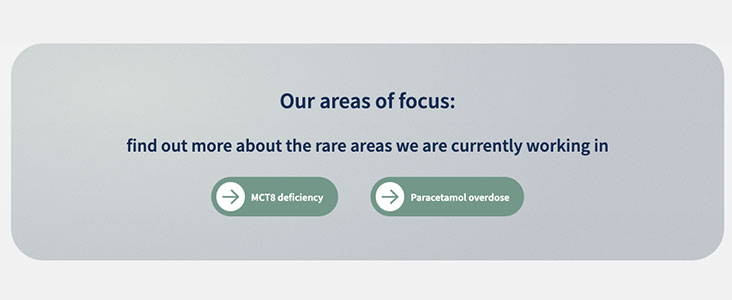 Our areas of focus:
find out more about the rare areas we are currently working in
MCT8 deficiency
Paracetamol overdose